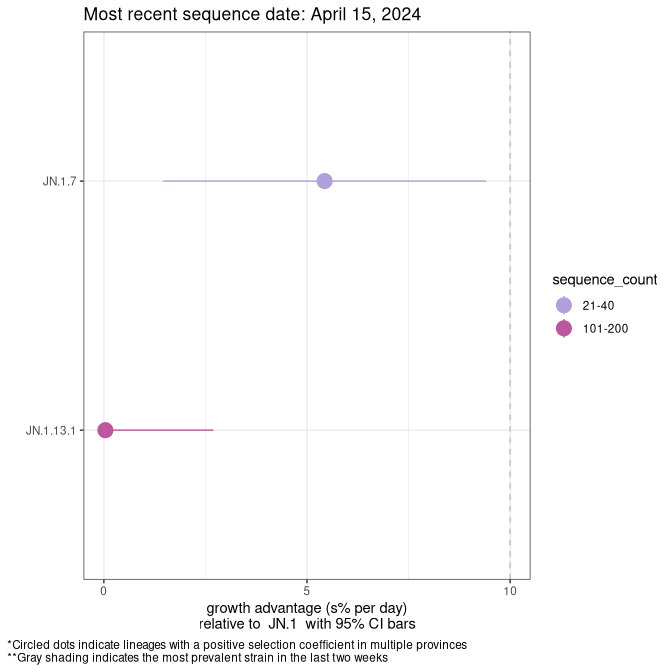 Most recent sequence date: April 15, 2024
JN.1.7
sequence_count
21-40
101-200
JN.1.13.1
0
5
10
growth advantage (s% per day)
relative to JN.1 with 95% CI bars
*Circled dots indicate lineages with a positive selection coefficient in multiple provinces
**Gray shading indicates the most prevalent strain in the last two weeks